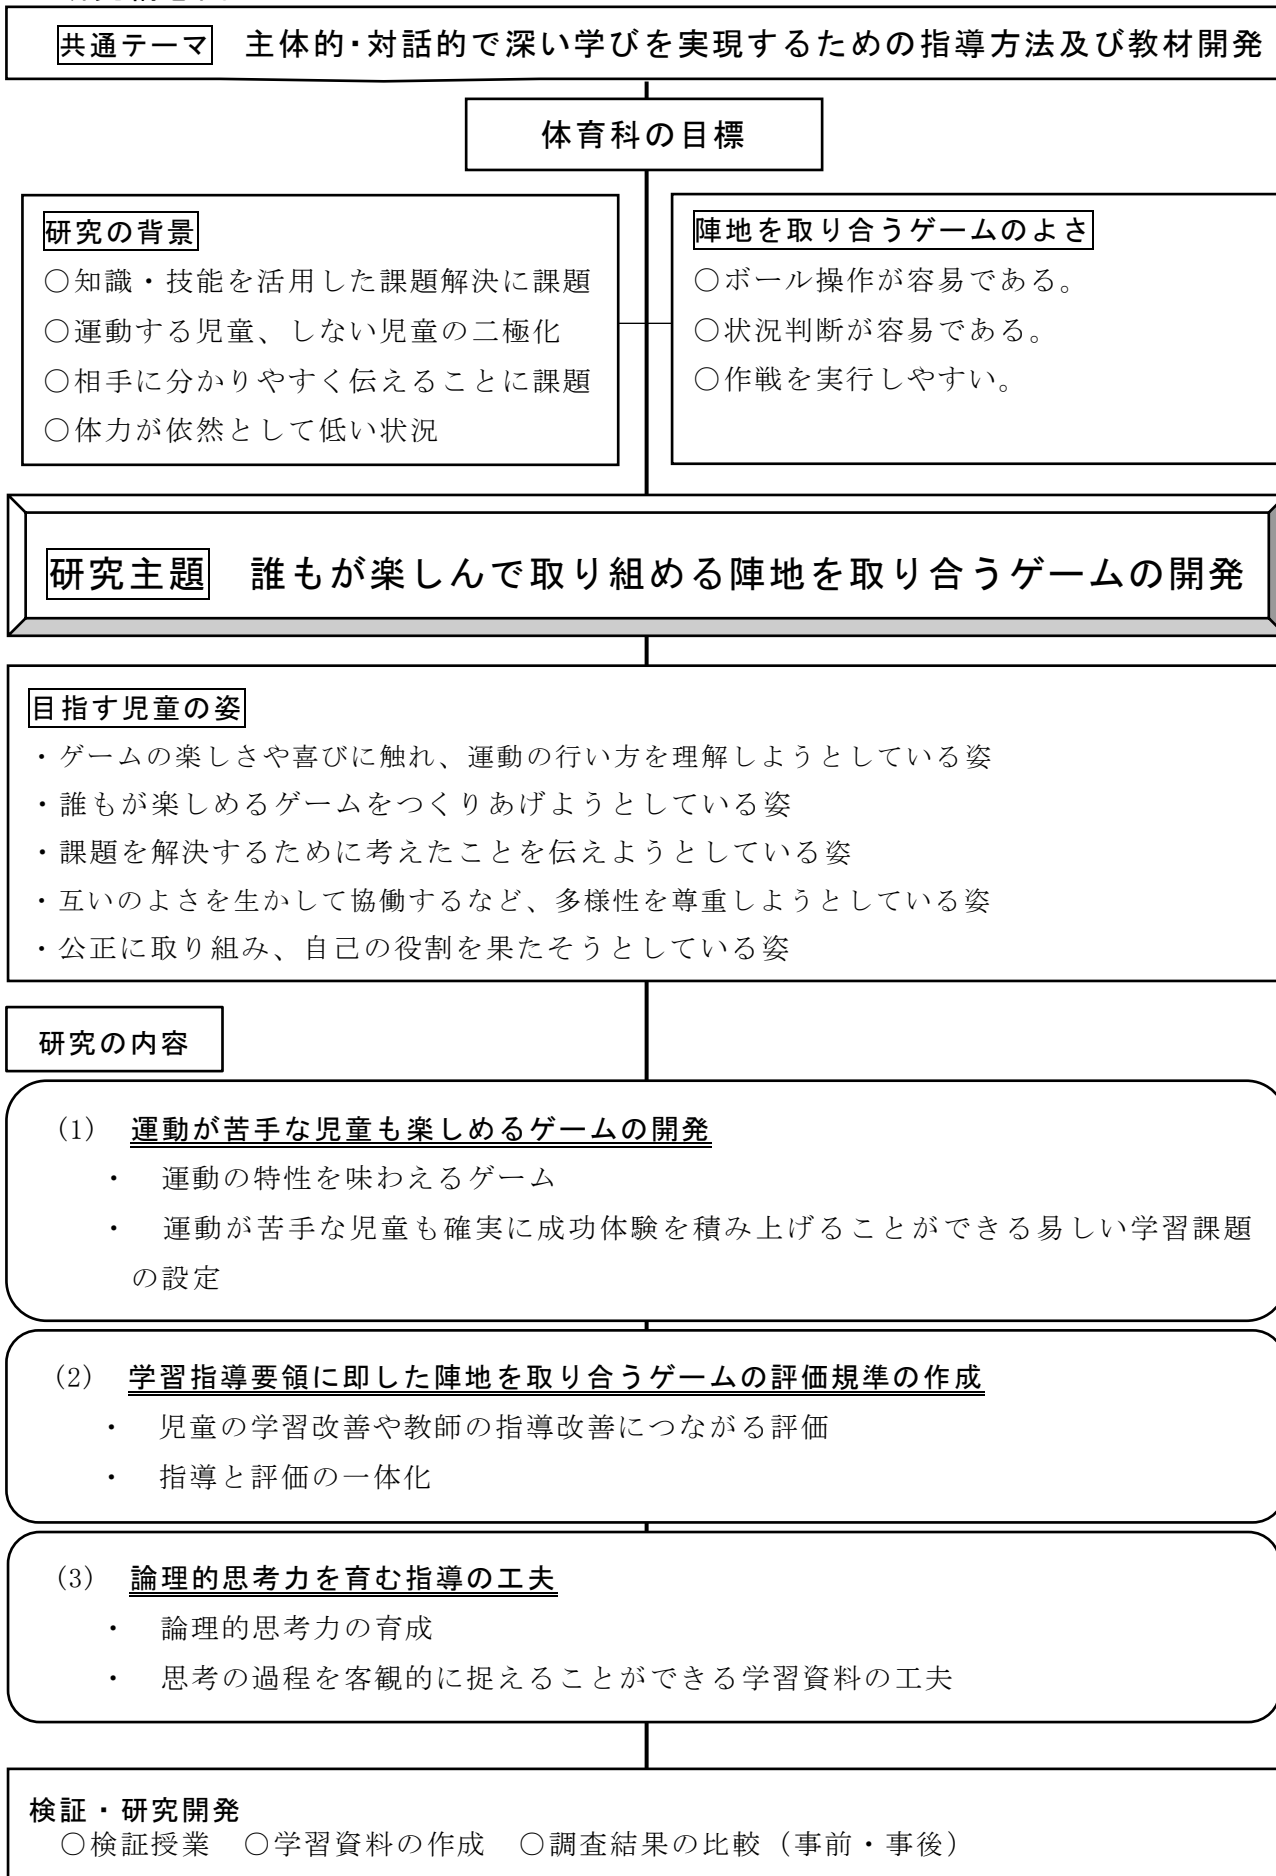 共通テーマ　主体的・対話的で深い学びを実現するための指導方法及び教材開発
体育科の目標
研究の背景
○知識・技能を活用した課題解決に課題
○運動する児童、しない児童の二極化
○相手に分かりやすく伝えることに課題
○体力が依然として低い状況
陣地を取り合うゲームのよさ
○ボール操作が容易である。
○状況判断が容易である。
○作戦を実行しやすい。
研究主題　誰もが楽しんで取り組める陣地を取り合うゲームの開発
目指す児童の姿
・ゲームの楽しさや喜びに触れ、運動の行い方を理解しようとしている姿
・誰もが楽しめるゲームをつくりあげようとしている姿
・課題を解決するために考えたことを伝えようとしている姿
・互いのよさを生かして協働するなど、多様性を尊重しようとしている姿
・公正に取り組み、自己の役割を果たそうとしている姿
研究の内容
(1)　運動が苦手な児童も楽しめるゲームの開発
・　運動の特性を味わえるゲーム
・　運動が苦手な児童も確実に成功体験を積み上げることができる易しい学習課題
の設定
(2)　学習指導要領に即した陣地を取り合うゲームの評価規準の作成
・　児童の学習改善や教師の指導改善につながる評価
・　指導と評価の一体化
(3)　論理的思考力を育む指導の工夫
・　論理的思考力の育成
・　思考の過程を客観的に捉えることができる学習資料の工夫
検証・研究開発
○検証授業　○学習資料の作成　○調査結果の比較（事前・事後）